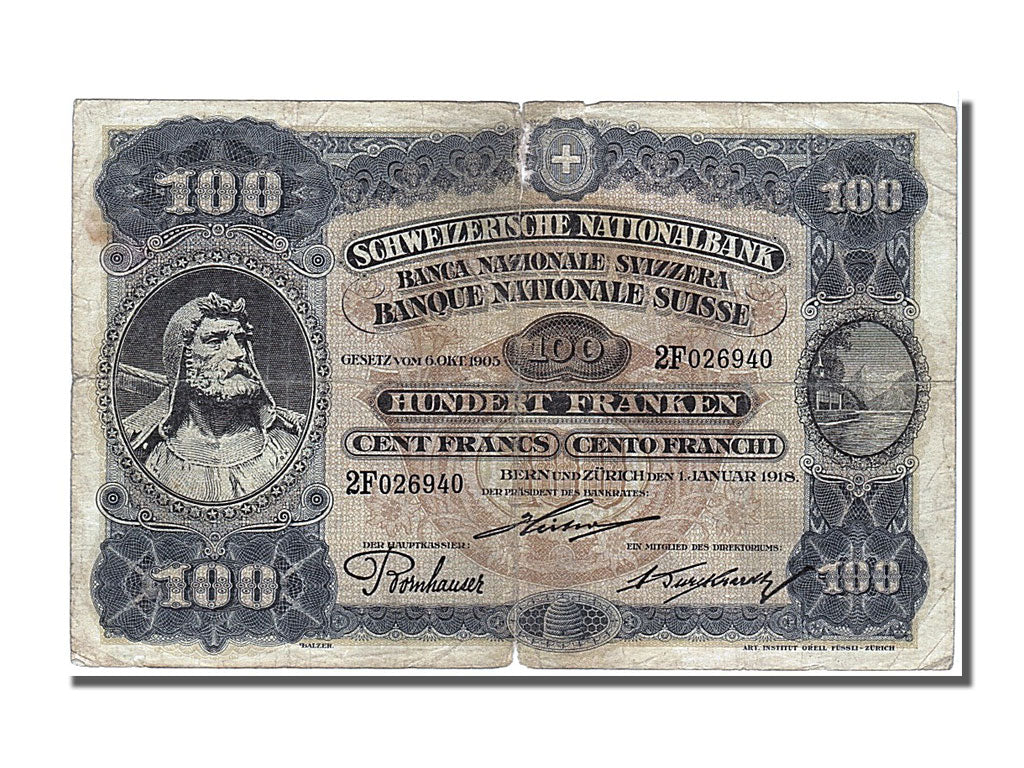 100
100
SCHWEIZERISCHE NATIONALBANK
BANCA NAZIONALE SVIZZERA
BANQUE NATIONALE SUISSE
GESETZ VOM 6. OKT. 1905
100
2F026940
HUNDERT FRANKEN
CENT FRANCS
CENTO FRANCHI
BERN UND ZÜRICH DEN 1. JANUAR 1918.
2F026940
DER PRÄSIDENT DES BANKRATES:
DER HAUPTKASSIER:
EIN MITGLIED DES DIREKTORIUMS:
Bornhauser
100
100
BALZER.
ART. INSTITUT ORELL FÜSSLI - ZÜRICH